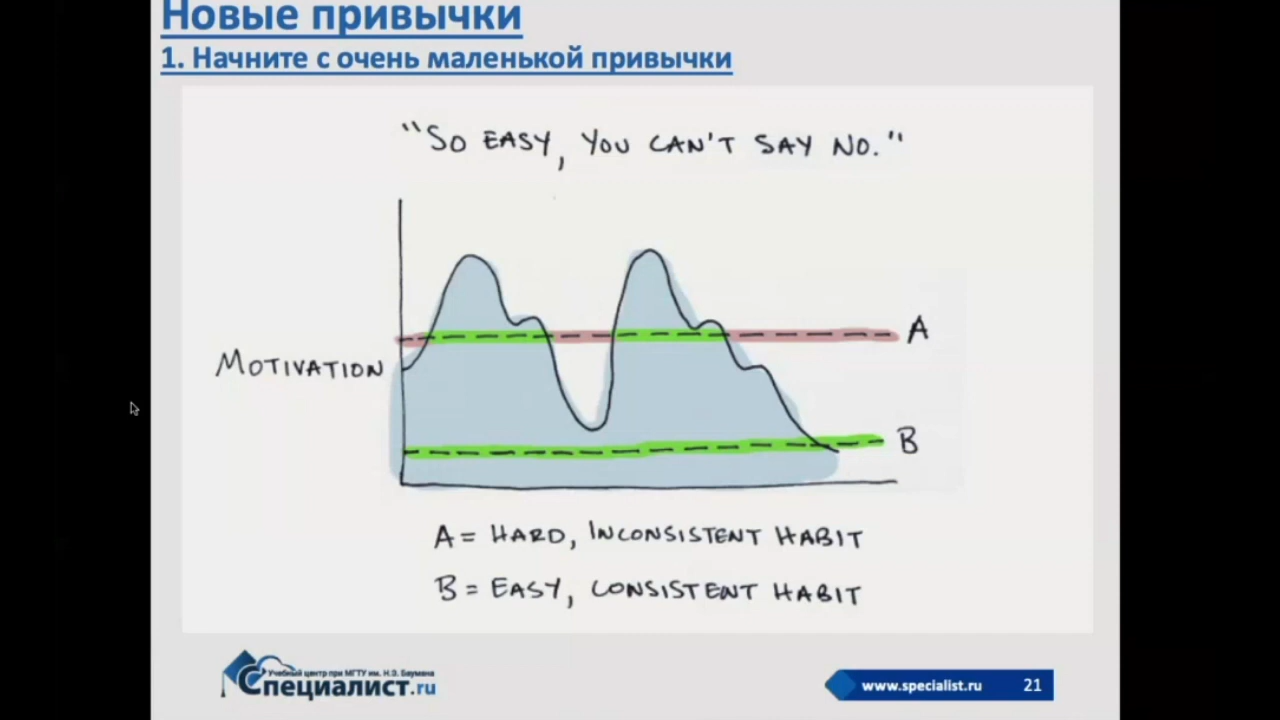 Новые привычки
1. Начните с очень маленькой привычки
"SO EASY, YOU CAN'T SAY NO."
A
MOTIVATION
B
A = HARD, INCONSISTENT HABIT
B = EASY, CONSISTENT HABIT
Учебный центр при МГТУ им. Н.Э. Баумана
Специалист.ru
www.specialist.ru 21